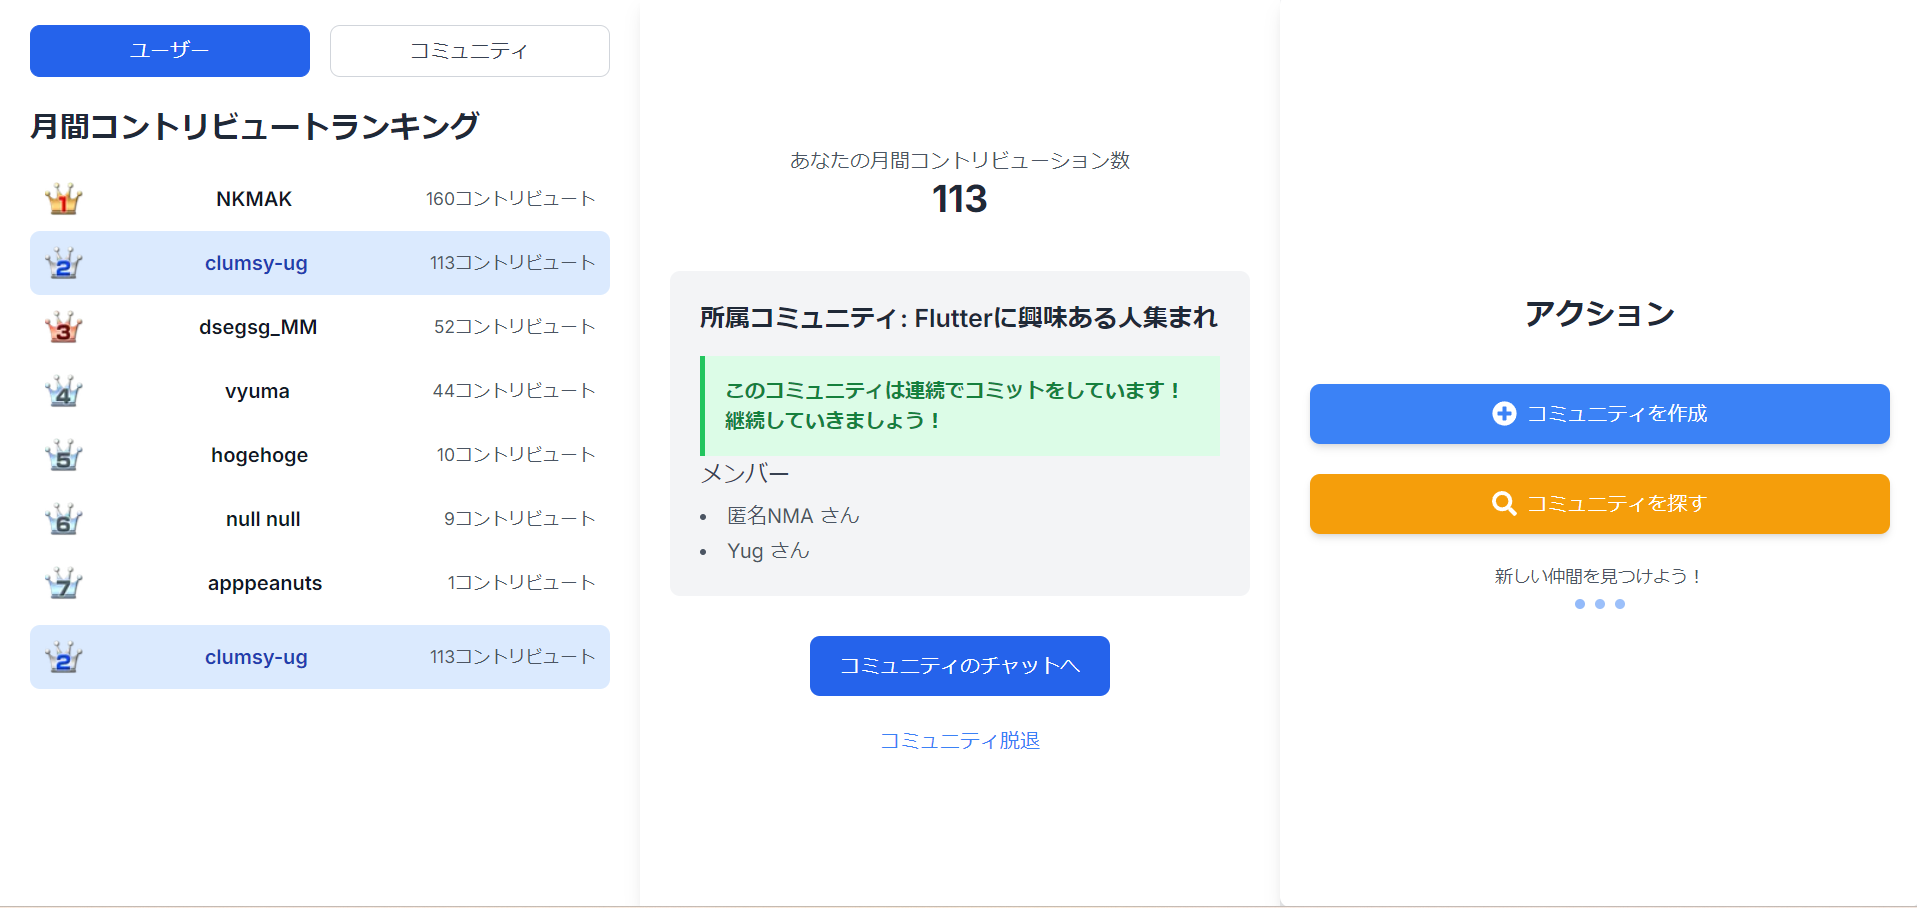 ユーザー
コミュニティ
月間コントリビュートランキング
1 NKMAK 160コントリビュート
2 clumsy-ug 113コントリビュート
3 dsegsg_MM 52コントリビュート
4 vyuma 44コントリビュート
5 hogehoge 10コントリビュート
6 null null 9コントリビュート
7 apppeanuts 1コントリビュート
2 clumsy-ug 113コントリビュート
あなたの月間コントリビューション数
113
所属コミュニティ: Flutterに興味ある人集まれ
このコミュニティは連続でコミットをしています！
継続していきましょう！
メンバー
• 匿名NMA さん
• Yug さん
コミュニティのチャットへ
コミュニティ脱退
アクション
コミュニティを作成
コミュニティを探す
新しい仲間を見つけよう！